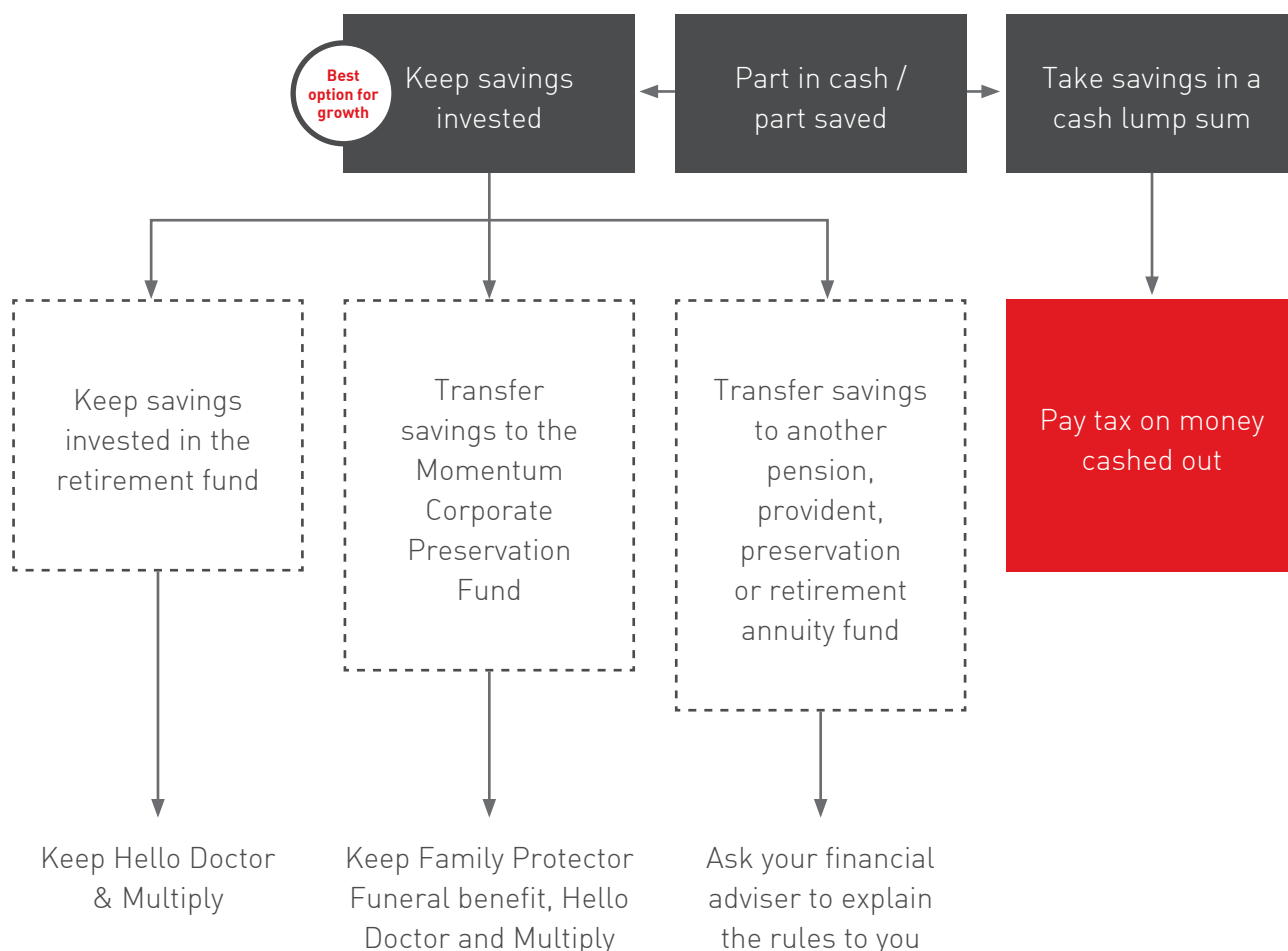 Best
option for
growth
Keep savings
invested
Part in cash /
part saved
Take savings in a
cash lump sum
Keep savings
invested in the
retirement fund
Transfer
savings to the
Momentum
Corporate
Preservation
Fund
Transfer savings
to another
pension,
provident,
preservation
or retirement
annuity fund
Pay tax on money
cashed out
Keep Hello Doctor
& Multiply
Keep Family Protector
Funeral benefit, Hello
Doctor and Multiply
Ask your financial
adviser to explain
the rules to you